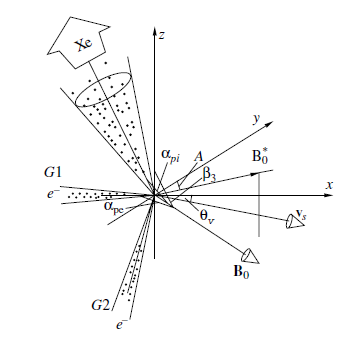 Xe
z
y
α_pi
A
B_0^*
β_3
G1
x
e^-
α_pe
θ_v
v_s
B_0
G2
e^-